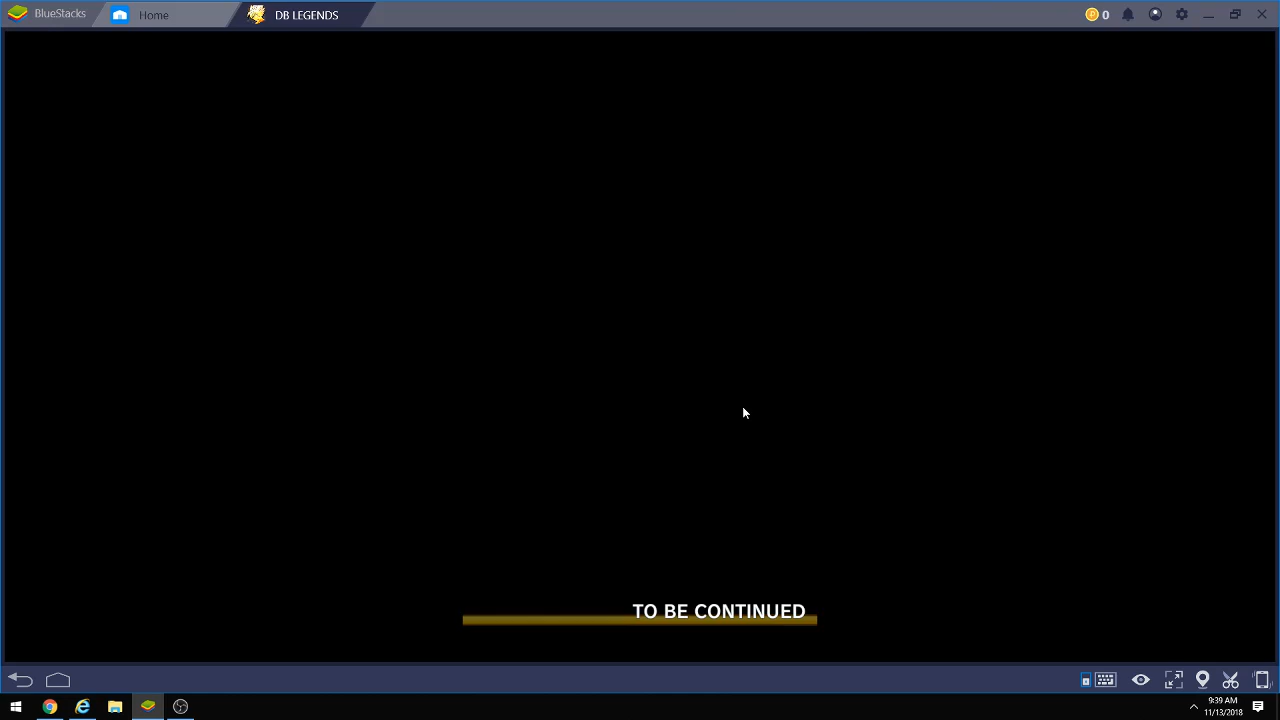 BlueStacks
Home
DB LEGENDS
0
TO BE CONTINUED
9:39 AM
11/13/2018